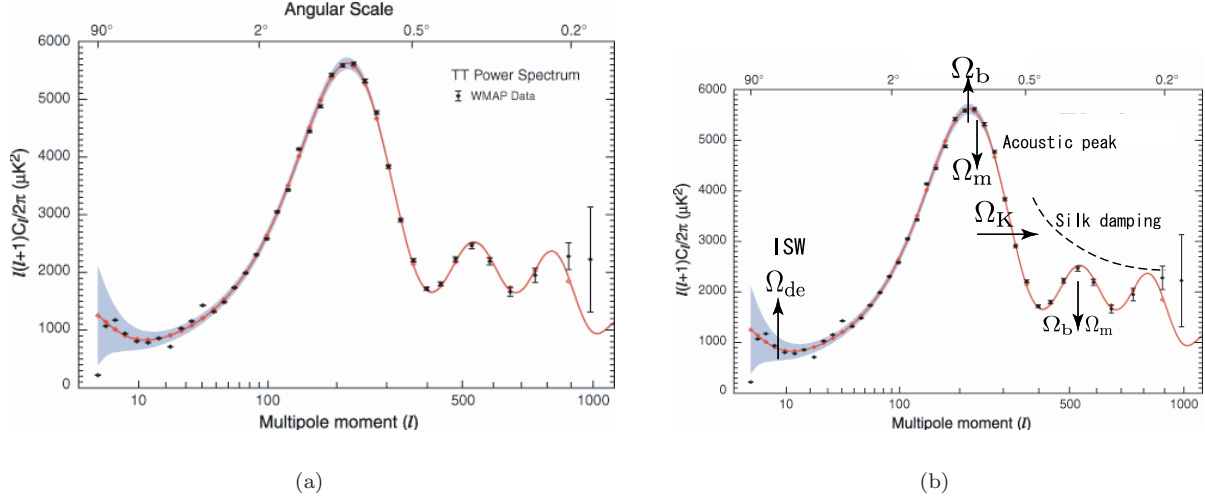 Angular Scale
90° 2° 0.5° 0.2°
6000
5000
4000
3000
2000
1000
0
l(l+1)Cl/2π (μK²)
TT Power Spectrum
WMAP Data
10 100 500 1000
Multipole moment (l)
(a)
90° 2° 0.5° 0.2°
6000
5000
4000
3000
2000
1000
0
l(l+1)Cl/2π (μK²)
Ωb
Acoustic peak
Ωm
ΩK
Silk damping
ISW
Ωde
Ωb Ωm
10 100 500 1000
Multipole moment (l)
(b)